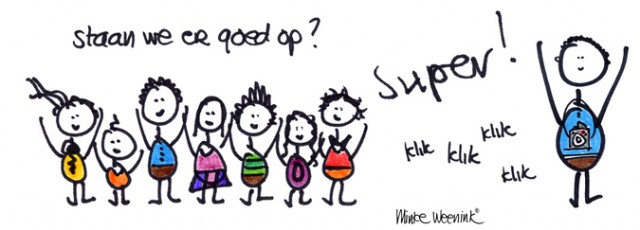 staan we er goed op?
Super!
klik
klik
klik
klik
Minke Weenink®